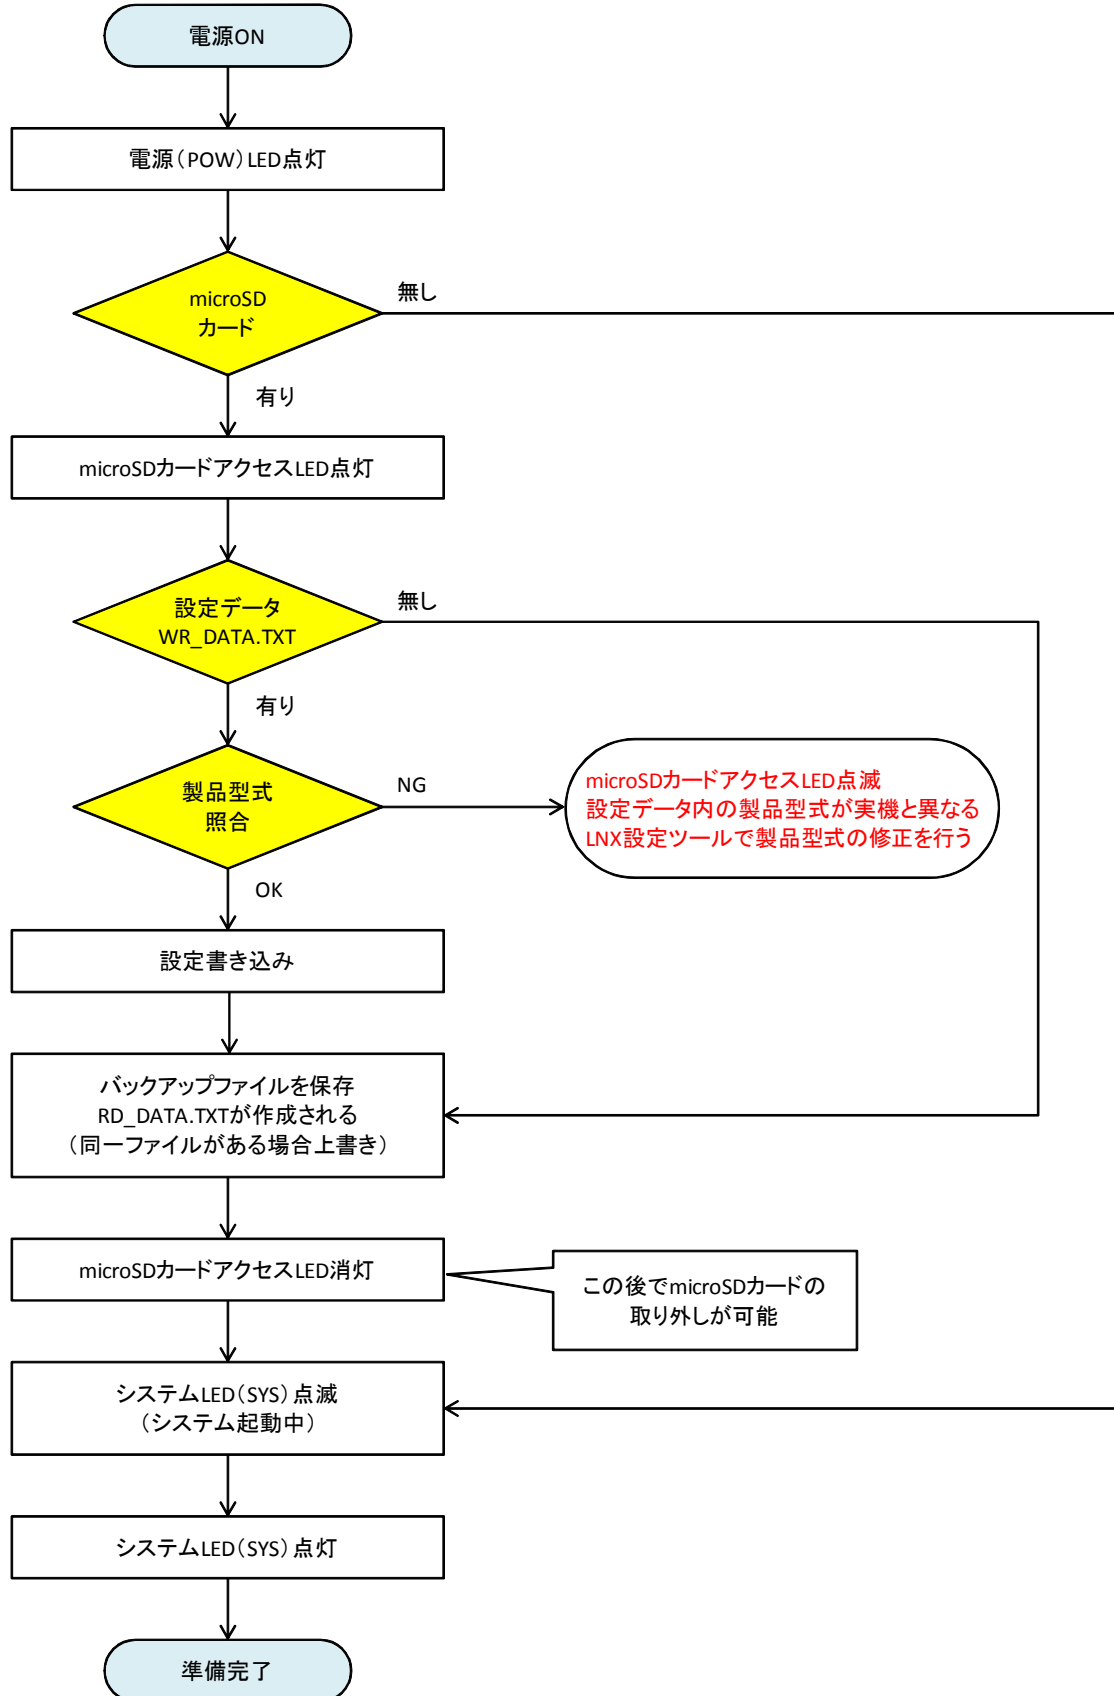 電源ON
電源（POW）LED点灯
microSD
カード
無し
有り
microSDカードアクセスLED点灯
設定データ
WR_DATA.TXT
無し
有り
製品型式
照合
NG
microSDカードアクセスLED点滅
設定データ内の製品型式が実機と異なる
LNX設定ツールで製品型式の修正を行う
OK
設定書き込み
バックアップファイルを保存
RD_DATA.TXTが作成される
（同一ファイルがある場合上書き）
microSDカードアクセスLED消灯
この後でmicroSDカードの
取り外しが可能
システムLED（SYS）点滅
（システム起動中）
システムLED（SYS）点灯
準備完了